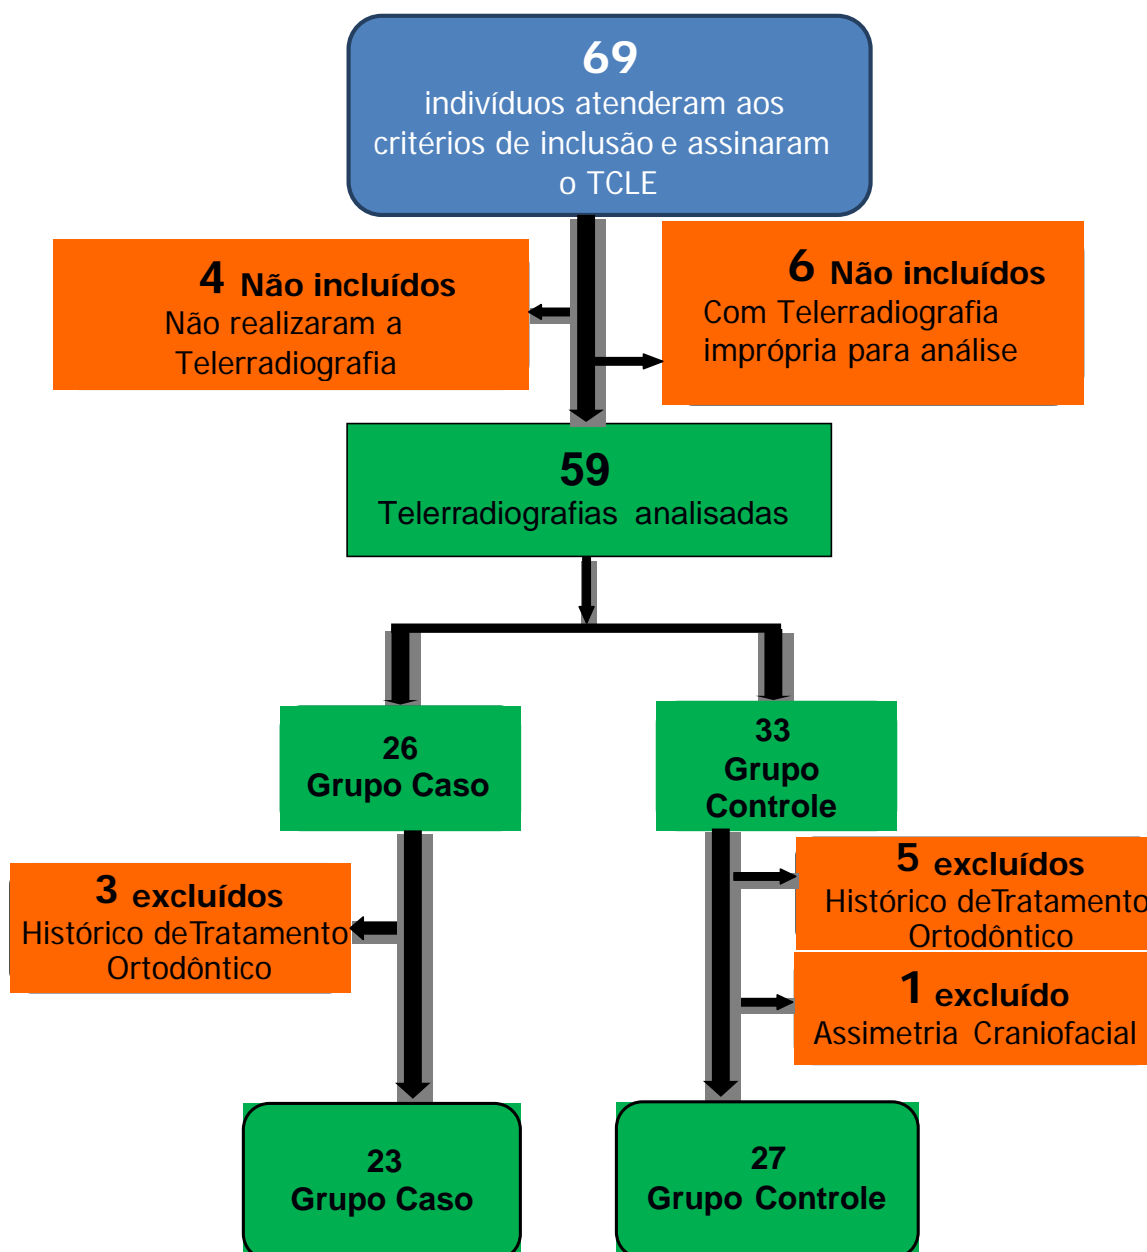 69
indivíduos atenderam aos
critérios de inclusão e assinaram
o TCLE
4 Não incluídos
Não realizaram a
Telerradiografia
6 Não incluídos
Com Telerradiografia
imprópria para análise
59
Telerradiografias analisadas
26
Grupo Caso
33
Grupo
Controle
3 excluídos
Histórico deTratamento
Ortodôntico
5 excluídos
Histórico deTratamento
Ortodôntico
1 excluído
Assimetria Craniofacial
23
Grupo Caso
27
Grupo Controle